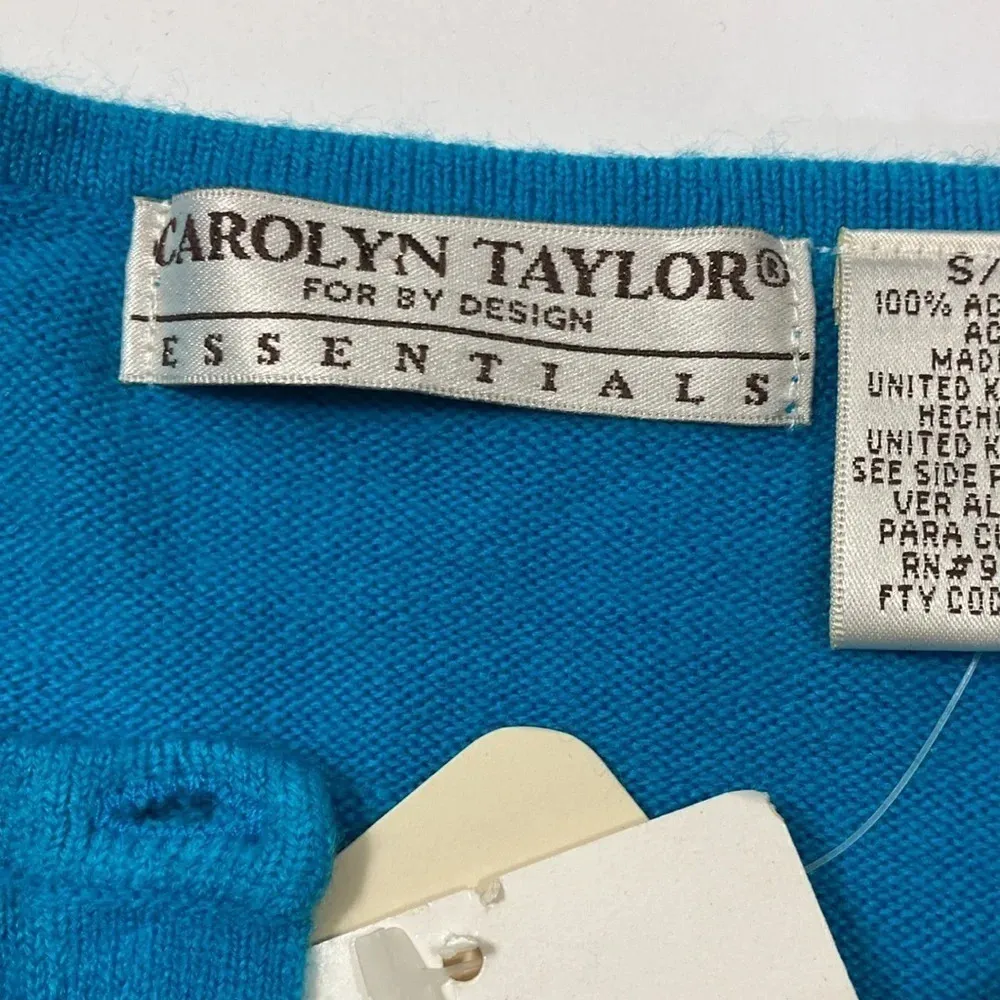 CAROLYN TAYLOR®
FOR BY DESIGN
ESSENTIALS
S/
100% AC
AC
MADE
UNITED K
HECH
UNITED K
SEE SIDE
VER AL
PARA CU
RN#9
FTY COD